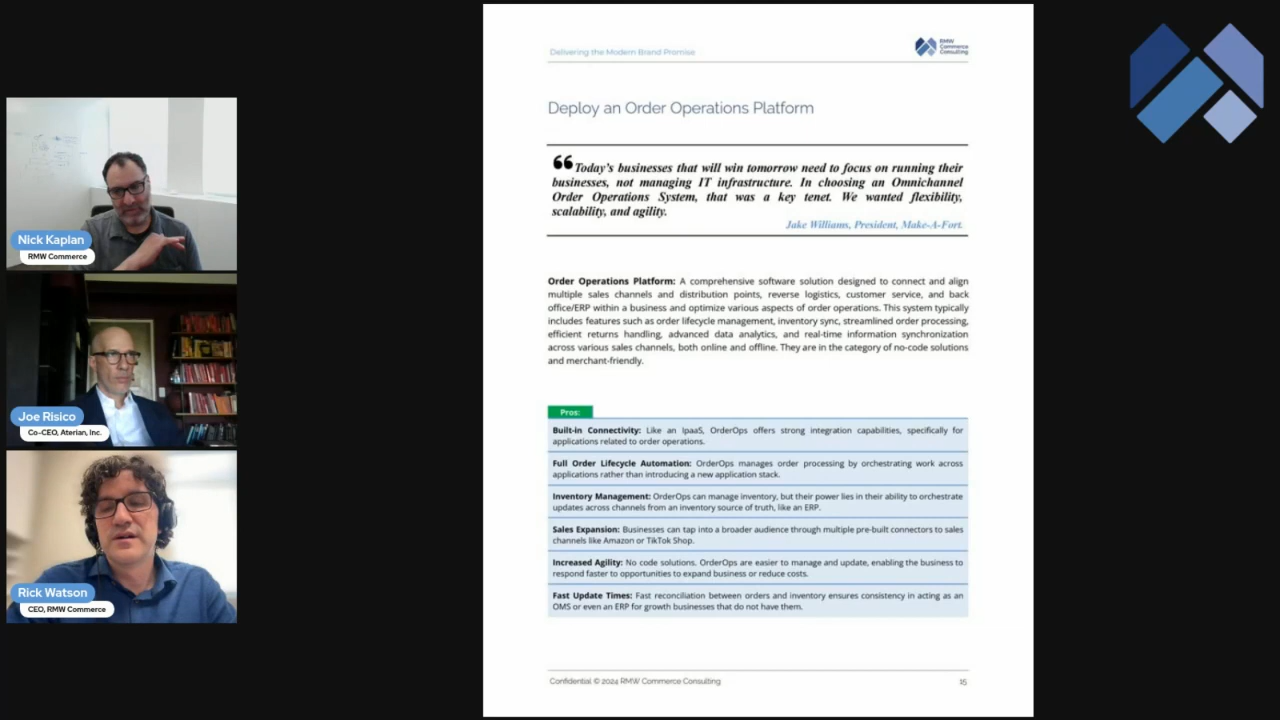 Nick Kaplan
RMW Commerce
Joe Risico
Co-CEO, Aterian, Inc.
Rick Watson
CEO, RMW Commerce
Delivering the Modern Brand Promise
RMW
Commerce
Consulting
Deploy an Order Operations Platform
“Today's businesses that will win tomorrow need to focus on running their
businesses, not managing IT infrastructure. In choosing an Omnichannel
Order Operations System, that was a key tenet. We wanted flexibility,
scalability, and agility.
Jake Williams, President, Make-A-Fort.
Order Operations Platform: A comprehensive software solution designed to connect and align
multiple sales channels and distribution points, reverse logistics, customer service, and back
office/ERP within a business and optimize various aspects of order operations. This system typically
includes features such as order lifecycle management, inventory sync, streamlined order processing,
efficient returns handling, advanced data analytics, and real-time information synchronization
across various sales channels, both online and offline. They are in the category of no-code solutions
and merchant-friendly.
Pros:
Built-in Connectivity: Like an IpaaS, OrderOps offers strong integration capabilities, specifically for
applications related to order operations.
Full Order Lifecycle Automation: OrderOps manages order processing by orchestrating work across
applications rather than introducing a new application stack.
Inventory Management: OrderOps can manage inventory, but their power lies in their ability to orchestrate
updates across channels from an inventory source of truth, like an ERP.
Sales Expansion: Businesses can tap into a broader audience through multiple pre-built connectors to sales
channels like Amazon or TikTok Shop.
Increased Agility: No code solutions. OrderOps are easier to manage and update, enabling the business to
respond faster to opportunities to expand business or reduce costs.
Fast Update Times: Fast reconciliation between orders and inventory ensures consistency in acting as an
OMS or even an ERP for growth businesses that do not have them.
Confidential © 2024 RMW Commerce Consulting
15